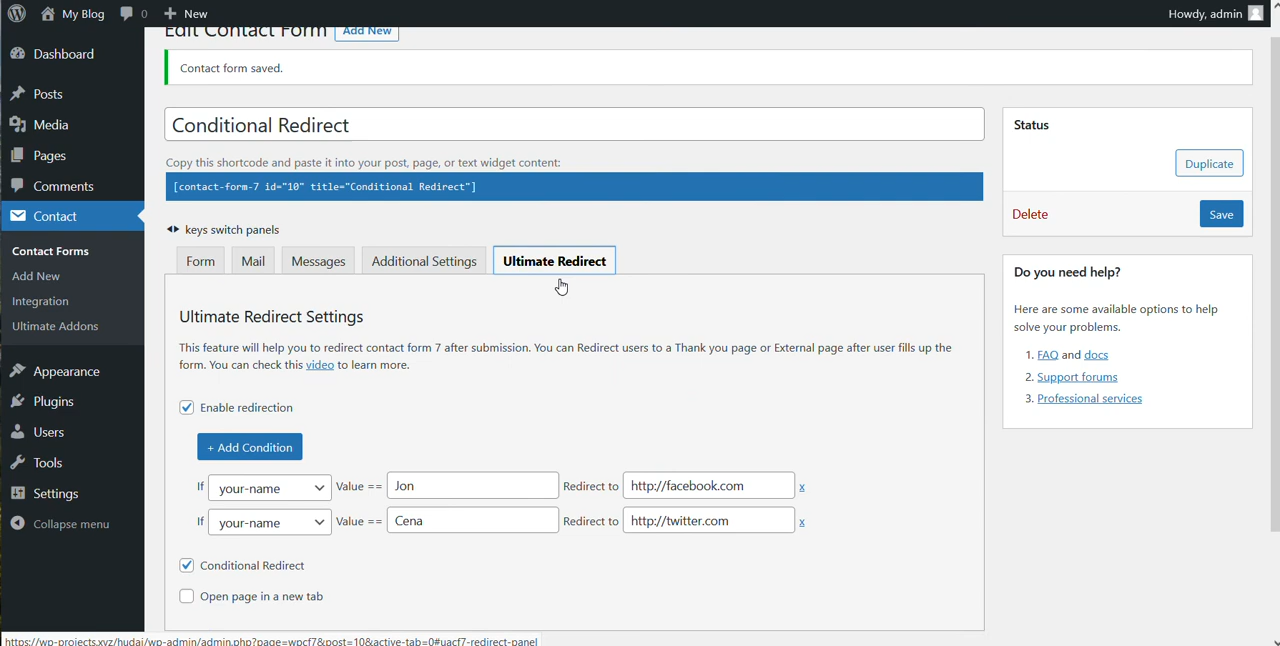 My Blog 0 + New Howdy, admin
Edit Contact Form Add New
Dashboard
Posts
Media
Pages
Comments
Contact
Contact Forms
Add New
Integration
Ultimate Addons
Appearance
Plugins
Users
Tools
Settings
Collapse menu
Contact form saved.
Conditional Redirect
Copy this shortcode and paste it into your post, page, or text widget content:
[contact-form-7 id="10" title="Conditional Redirect"]
keys switch panels
Form Mail Messages Additional Settings Ultimate Redirect
Ultimate Redirect Settings
This feature will help you to redirect contact form 7 after submission. You can Redirect users to a Thank you page or External page after user fills up the
form. You can check this video to learn more.
Enable redirection
+ Add Condition
If your-name Value == Jon Redirect to http://facebook.com x
If your-name Value == Cena Redirect to http://twitter.com x
Conditional Redirect
Open page in a new tab
Status
Duplicate
Delete Save
Do you need help?
Here are some available options to help
solve your problems.
1. FAQ and docs
2. Support forums
3. Professional services
https://wp-projects.xyz/hudai/wp-admin/admin.php?page=wpcf7&post=10&active-tab=0#uacf7-redirect-panel